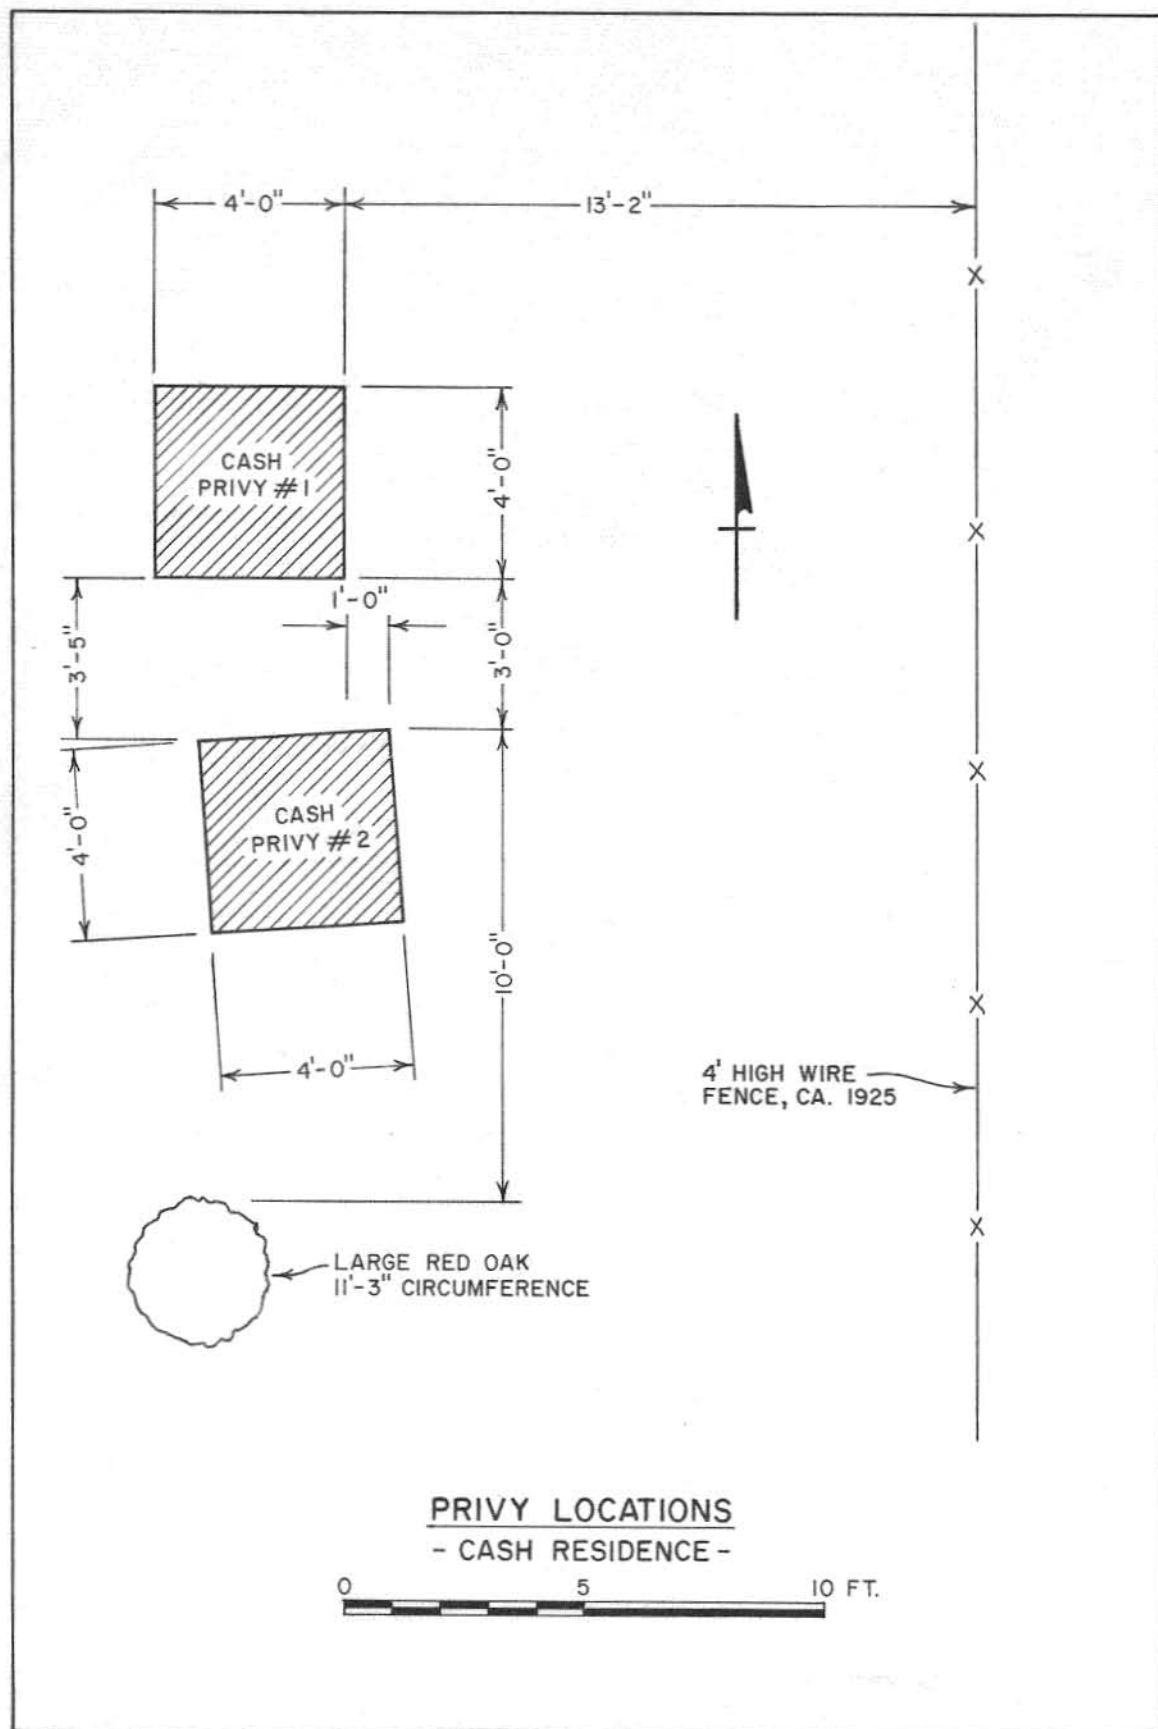 4'-0"
13'-2"
CASH
PRIVY #1
4'-0"
1'-0"
3'-5"
3'-0"
CASH
PRIVY #2
4'-0"
10'-0"
4'-0"
4' HIGH WIRE
FENCE, CA. 1925
LARGE RED OAK
11'-3" CIRCUMFERENCE
PRIVY LOCATIONS
- CASH RESIDENCE -
0 5 10 FT.